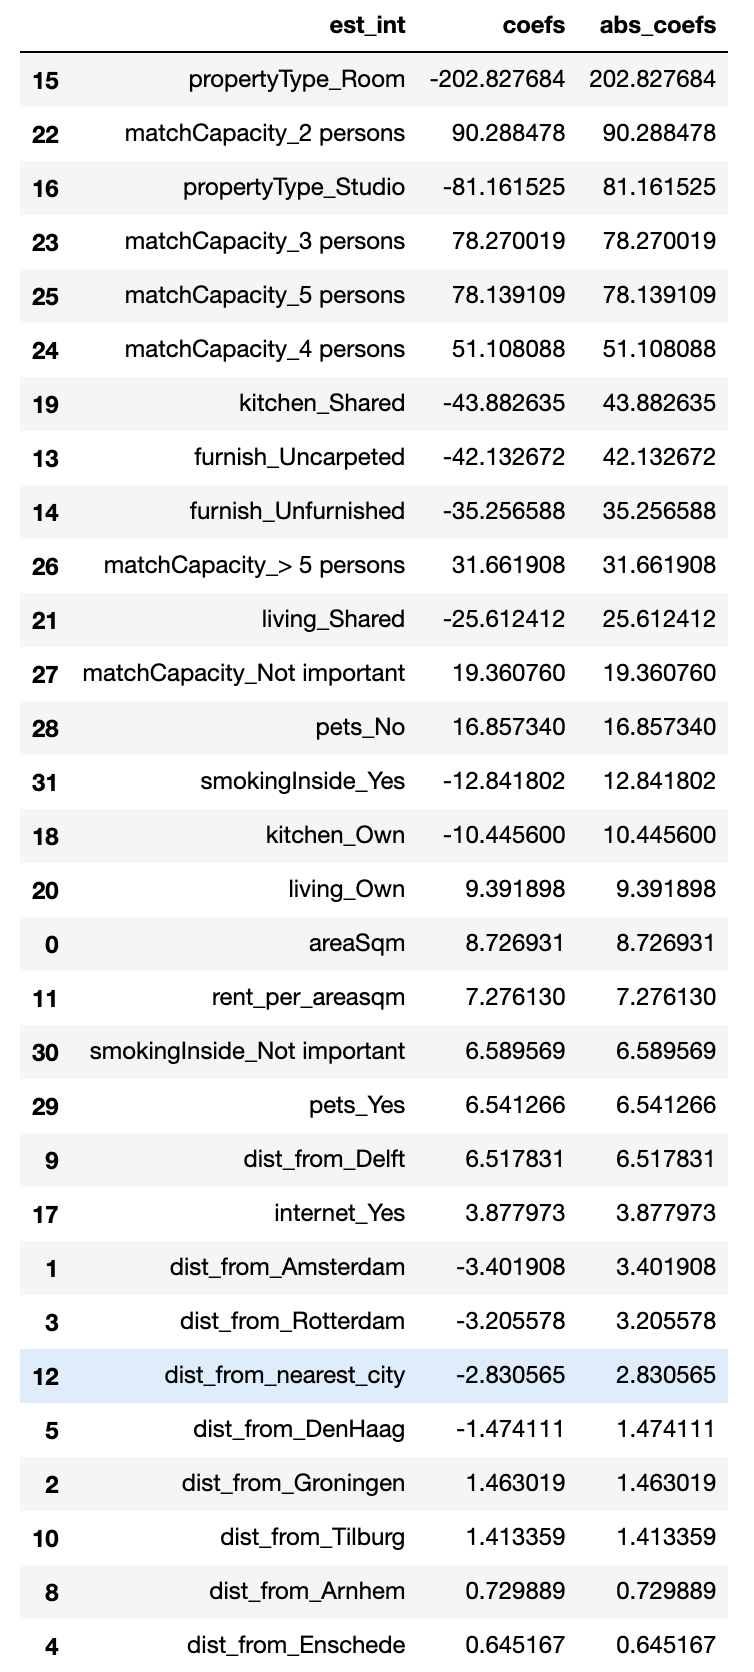 est_int coefs abs_coefs
15 propertyType_Room -202.827684 202.827684
22 matchCapacity_2 persons 90.288478 90.288478
16 propertyType_Studio -81.161525 81.161525
23 matchCapacity_3 persons 78.270019 78.270019
25 matchCapacity_5 persons 78.139109 78.139109
24 matchCapacity_4 persons 51.108088 51.108088
19 kitchen_Shared -43.882635 43.882635
13 furnish_Uncarpeted -42.132672 42.132672
14 furnish_Unfurnished -35.256588 35.256588
26 matchCapacity_> 5 persons 31.661908 31.661908
21 living_Shared -25.612412 25.612412
27 matchCapacity_Not important 19.360760 19.360760
28 pets_No 16.857340 16.857340
31 smokingInside_Yes -12.841802 12.841802
18 kitchen_Own -10.445600 10.445600
20 living_Own 9.391898 9.391898
0 areaSqm 8.726931 8.726931
11 rent_per_areasqm 7.276130 7.276130
30 smokingInside_Not important 6.589569 6.589569
29 pets_Yes 6.541266 6.541266
9 dist_from_Delft 6.517831 6.517831
17 internet_Yes 3.877973 3.877973
1 dist_from_Amsterdam -3.401908 3.401908
3 dist_from_Rotterdam -3.205578 3.205578
12 dist_from_nearest_city -2.830565 2.830565
5 dist_from_DenHaag -1.474111 1.474111
2 dist_from_Groningen 1.463019 1.463019
10 dist_from_Tilburg 1.413359 1.413359
8 dist_from_Arnhem 0.729889 0.729889
4 dist_from_Enschede 0.645167 0.645167